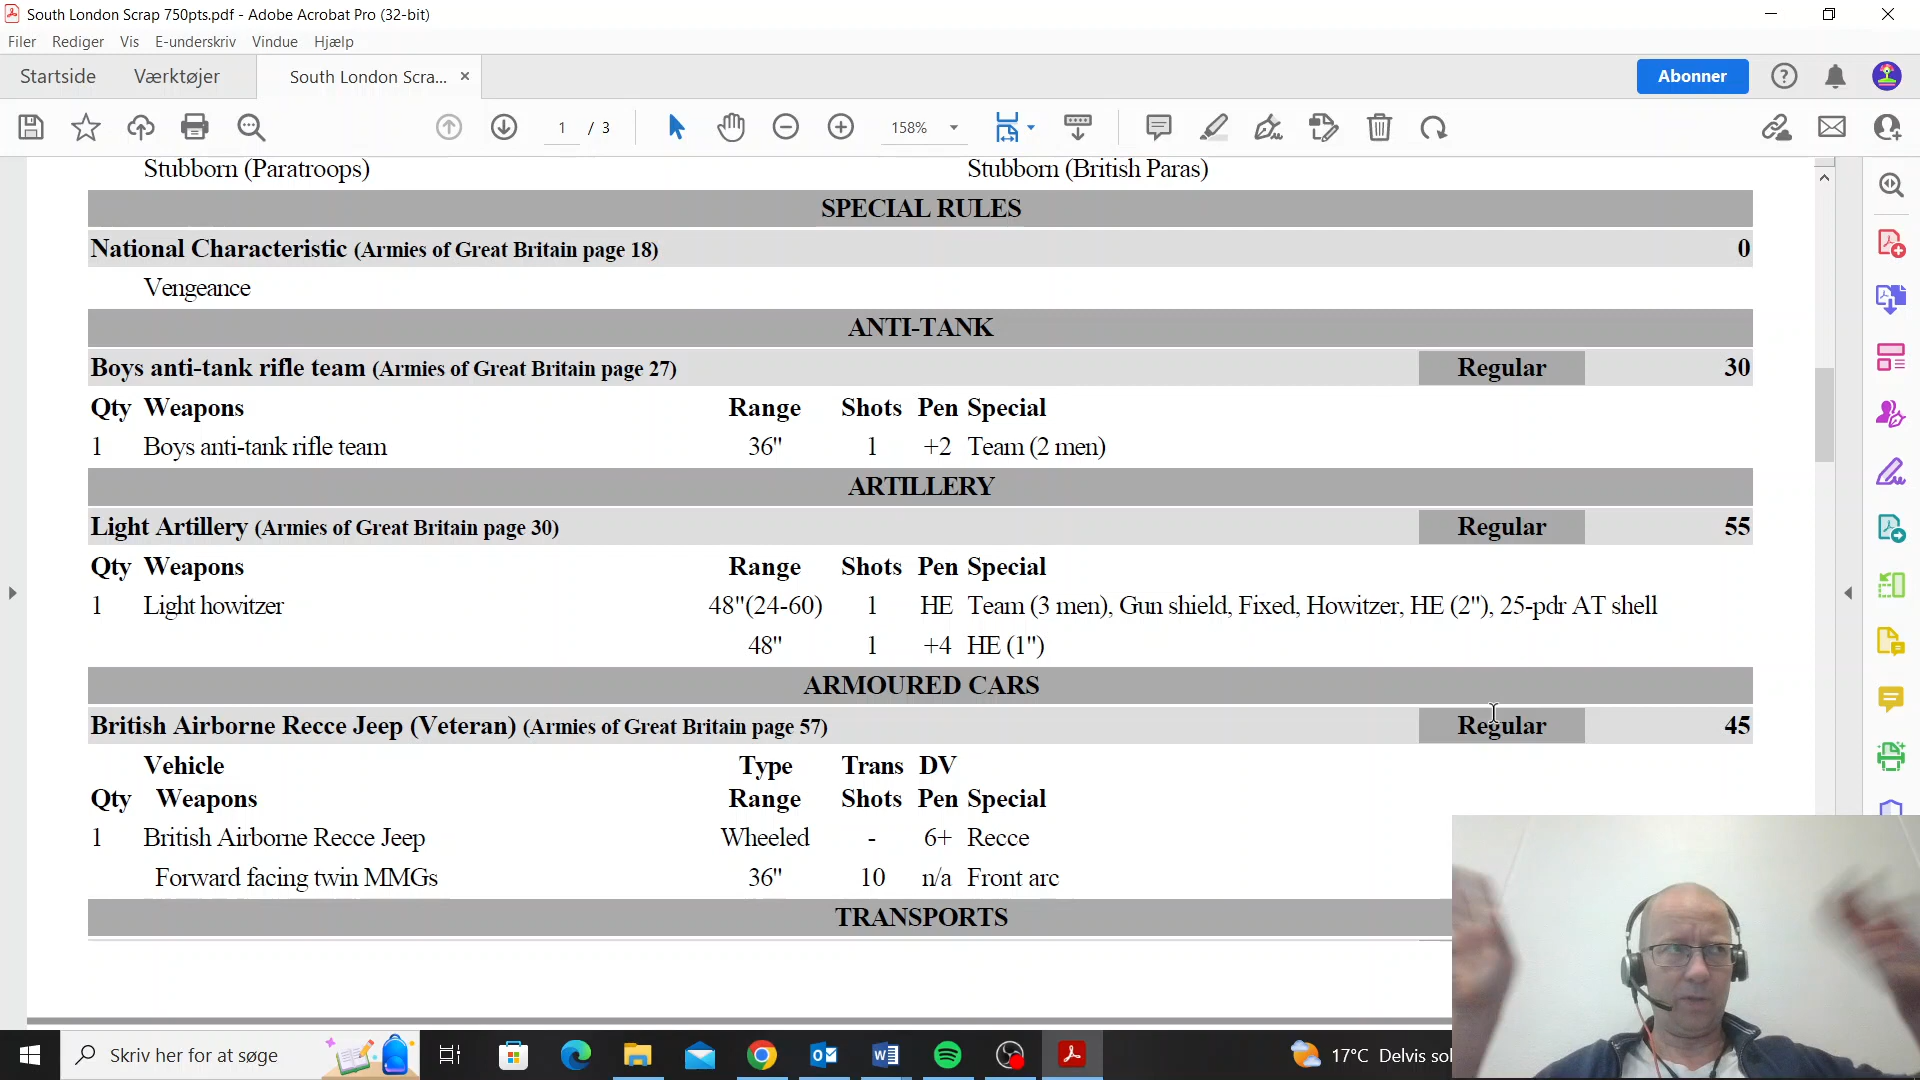 South London Scrap 750pts.pdf - Adobe Acrobat Pro (32-bit)
Filer Rediger Vis E-underskriv Vindue Hjælp
Startside Værktøjer South London Scra... × Abonner
1 / 3 158%
Stubborn (Paratroops) Stubborn (British Paras)
SPECIAL RULES
National Characteristic (Armies of Great Britain page 18) 0
Vengeance
ANTI-TANK
Boys anti-tank rifle team (Armies of Great Britain page 27) Regular 30
Qty Weapons Range Shots Pen Special
1 Boys anti-tank rifle team 36" 1 +2 Team (2 men)
ARTILLERY
Light Artillery (Armies of Great Britain page 30) Regular 55
Qty Weapons Range Shots Pen Special
1 Light howitzer 48"(24-60) 1 HE Team (3 men), Gun shield, Fixed, Howitzer, HE (2"), 25-pdr AT shell
48" 1 +4 HE (1")
ARMOURED CARS
British Airborne Recce Jeep (Veteran) (Armies of Great Britain page 57) Regular 45
Vehicle Type Trans DV
Qty Weapons Range Shots Pen Special
1 British Airborne Recce Jeep Wheeled - 6+ Recce
Forward facing twin MMGs 36" 10 n/a Front arc
TRANSPORTS
Skriv her for at søge 17°C Delvis sol